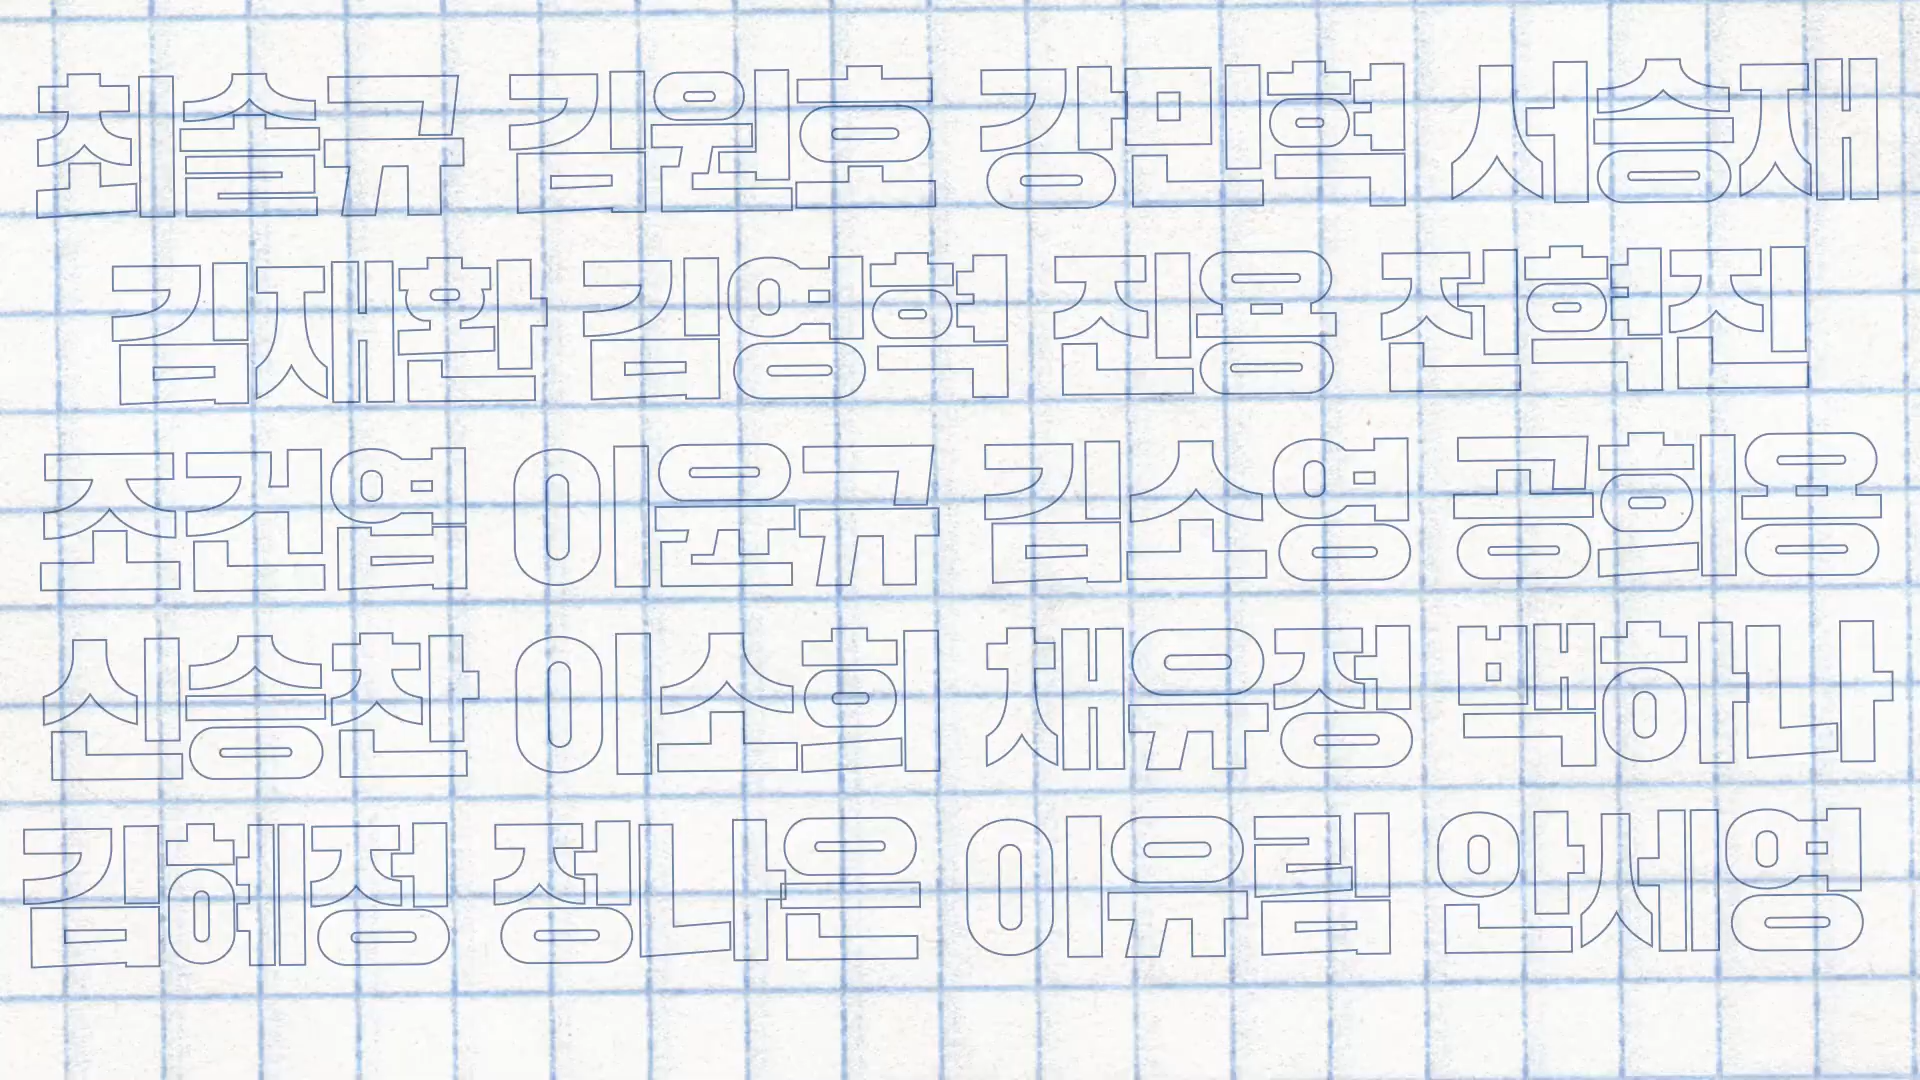 최솔규 김원호 강민혁 서승재
김재환 김영혁 진용 전혁진
조건엽 이윤규 김소영 공희용
신승찬 이소희 채유정 백하나
김혜정 정나은 이유림 안세영